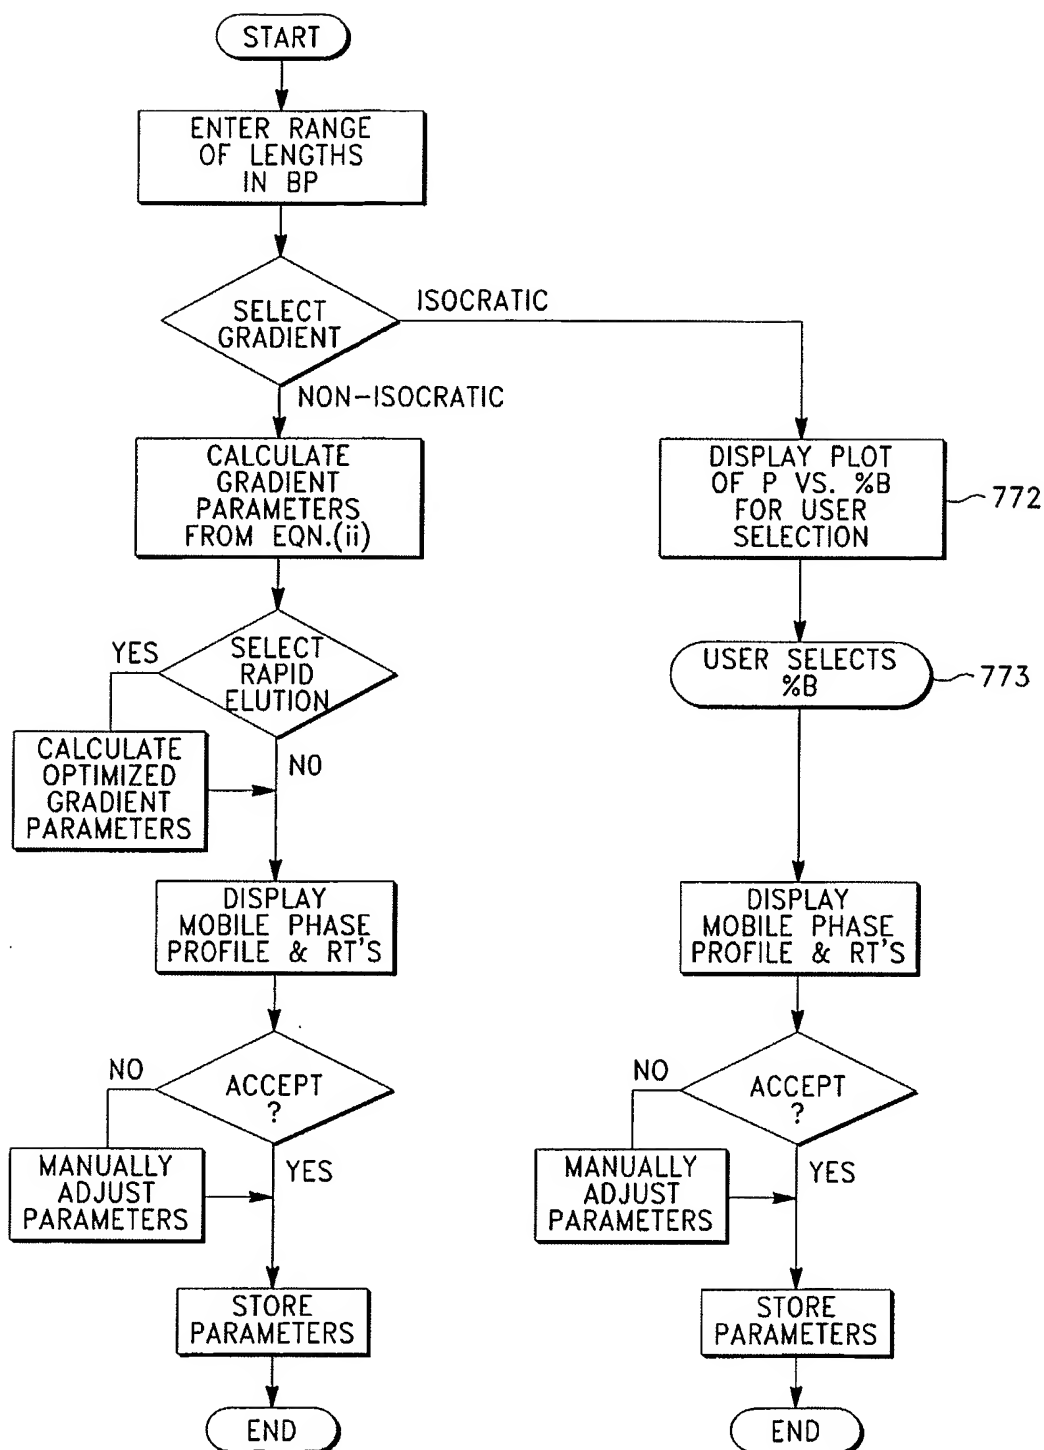 START
ENTER RANGE
OF LENGTHS
IN BP
SELECT
GRADIENT
ISOCRATIC
NON-ISOCRATIC
CALCULATE
GRADIENT
PARAMETERS
FROM EQN.(ii)
DISPLAY PLOT
OF P VS. %B
FOR USER
SELECTION
772
YES
SELECT
RAPID
ELUTION
NO
USER SELECTS
%B
773
CALCULATE
OPTIMIZED
GRADIENT
PARAMETERS
DISPLAY
MOBILE PHASE
PROFILE & RT'S
DISPLAY
MOBILE PHASE
PROFILE & RT'S
NO
ACCEPT
?
YES
MANUALLY
ADJUST
PARAMETERS
NO
ACCEPT
?
YES
MANUALLY
ADJUST
PARAMETERS
STORE
PARAMETERS
STORE
PARAMETERS
END
END